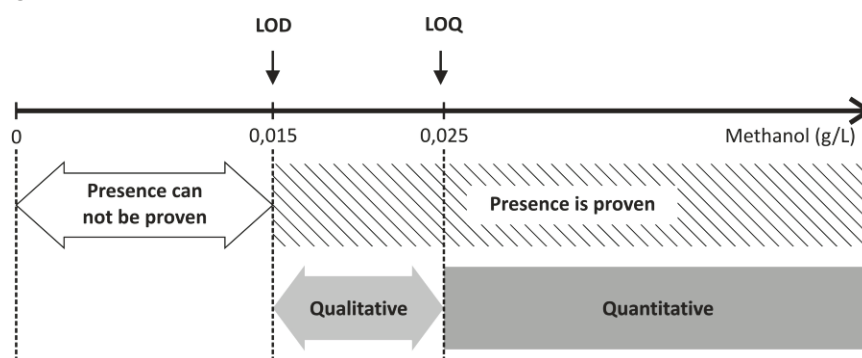 LOD
LOQ
0
0,015
0,025
Methanol (g/L)
Presence can
not be proven
Presence is proven
Qualitative
Quantitative